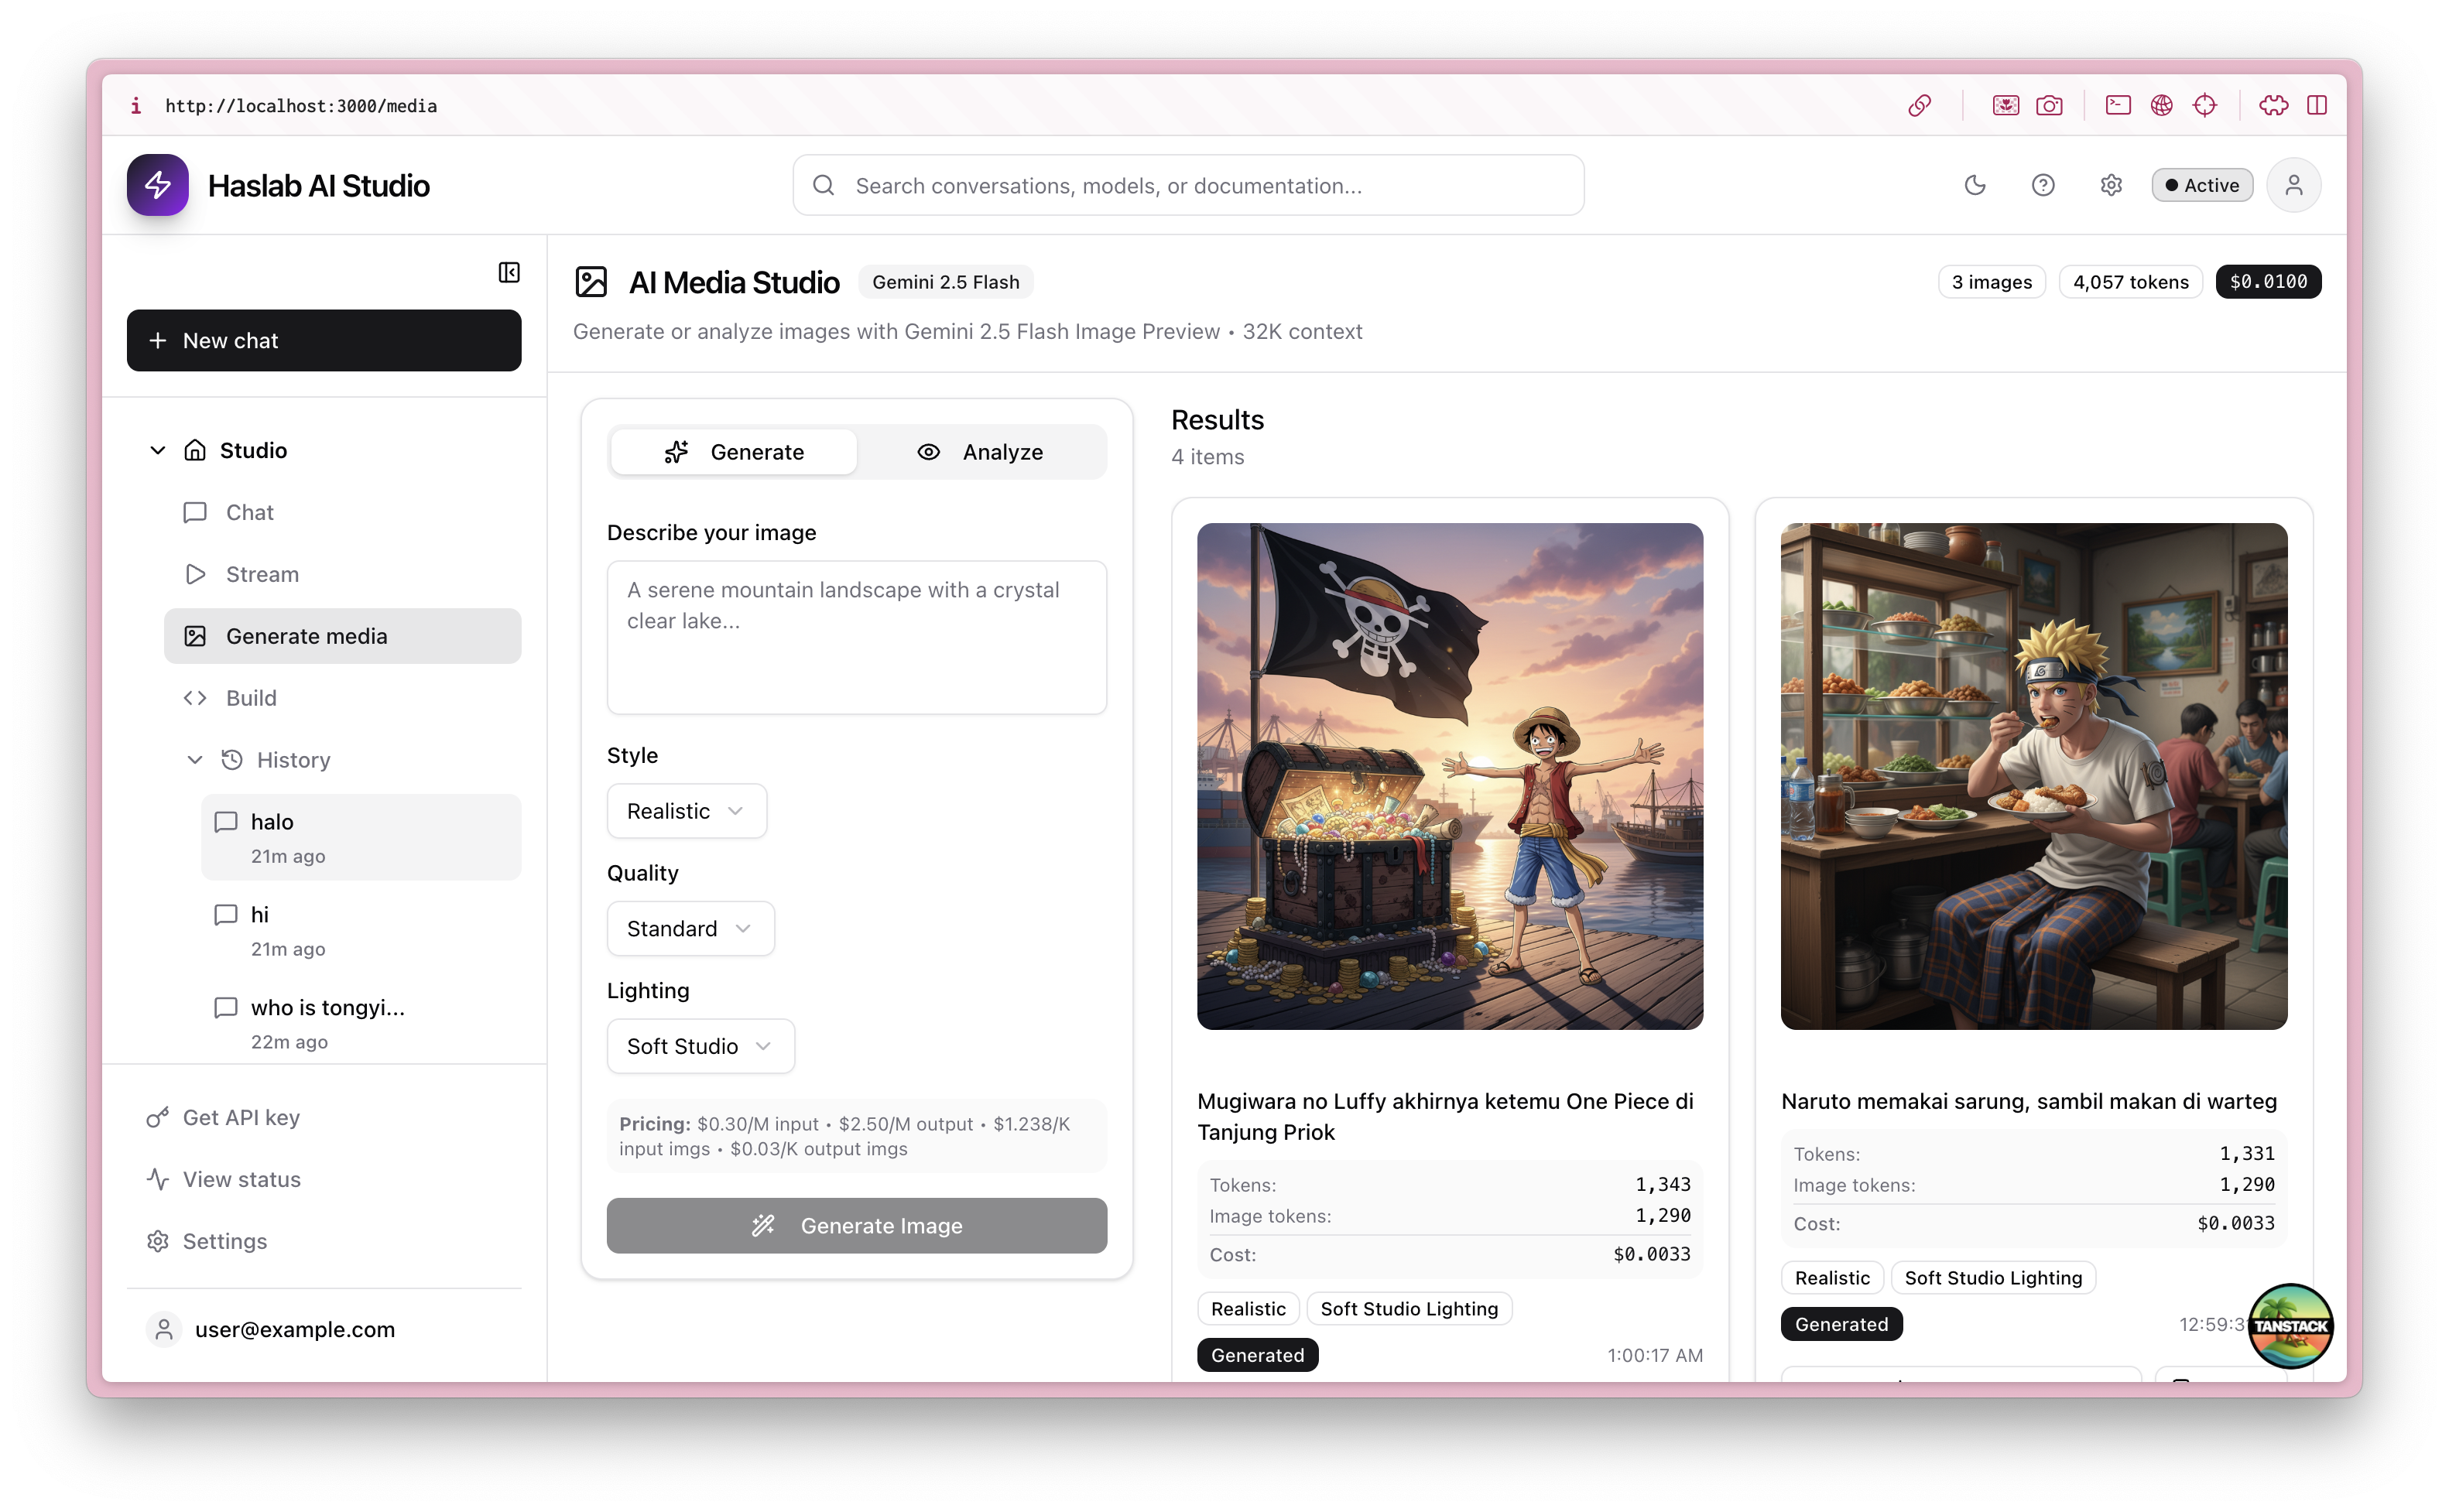 http://localhost:3000/media
Haslab AI Studio
Search conversations, models, or documentation...
Active
New chat
Studio
Chat
Stream
Generate media
Build
History
halo
21m ago
hi
21m ago
who is tongyi...
22m ago
Get API key
View status
Settings
user@example.com
AI Media Studio
Gemini 2.5 Flash
3 images
4,057 tokens
$0.0100
Generate or analyze images with Gemini 2.5 Flash Image Preview • 32K context
Generate
Analyze
Describe your image
A serene mountain landscape with a crystal
clear lake...
Style
Realistic
Quality
Standard
Lighting
Soft Studio
Pricing: $0.30/M input • $2.50/M output • $1.238/K
input imgs • $0.03/K output imgs
Generate Image
Results
4 items
Mugiwara no Luffy akhirnya ketemu One Piece di
Tanjung Priok
Tokens: 1,343
Image tokens: 1,290
Cost: $0.0033
Realistic
Soft Studio Lighting
Generated
1:00:17 AM
Naruto memakai sarung, sambil makan di warteg
Tokens: 1,331
Image tokens: 1,290
Cost: $0.0033
Realistic
Soft Studio Lighting
Generated
TANSTACK